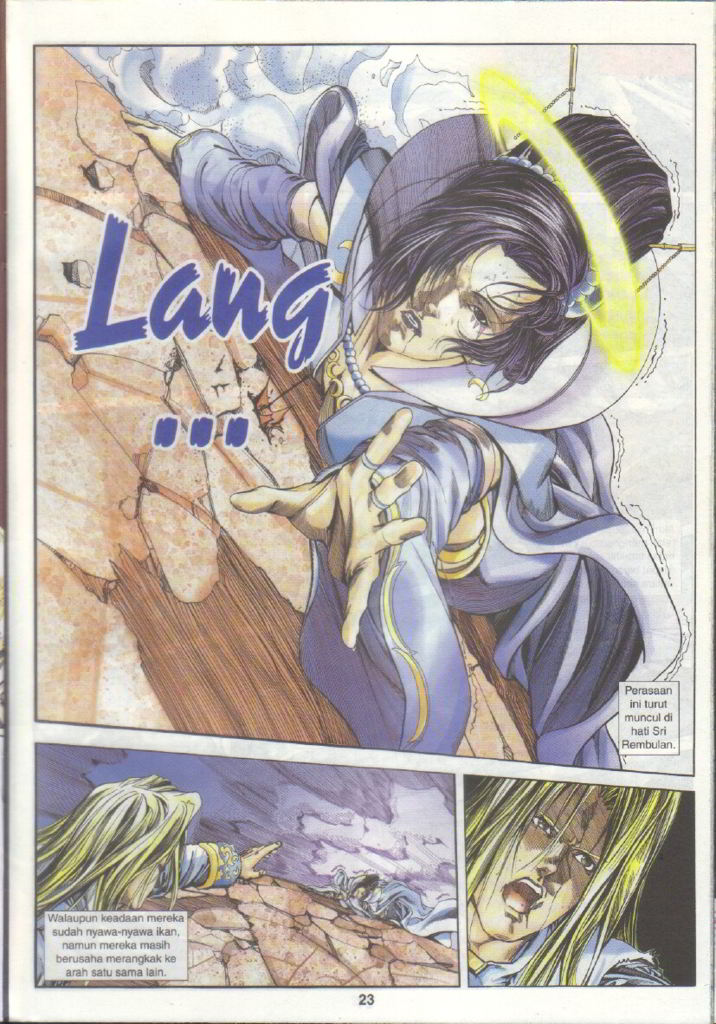 Lang
...
Perasaan
ini turut
muncul di
hati Sri
Rembulan.
Walaupun keadaan mereka
sudah nyawa-nyawa ikan,
namun mereka masih
berusaha merangkak ke
arah satu sama lain.
23